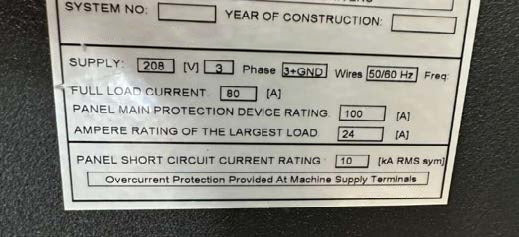 SYSTEM NO: YEAR OF CONSTRUCTION:
SUPPLY: 208 [V] 3 Phase 3+GND Wires 50/60 Hz Freq:
FULL LOAD CURRENT 80 [A]
PANEL MAIN PROTECTION DEVICE RATING 100 [A]
AMPERE RATING OF THE LARGEST LOAD 24 [A]
PANEL SHORT CIRCUIT CURRENT RATING 10 [kA RMS sym]
Overcurrent Protection Provided At Machine Supply Terminals